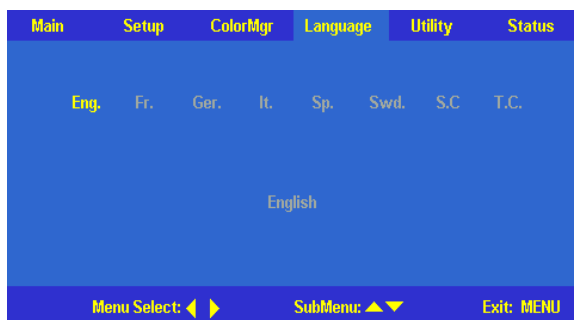 Main Setup ColorMgr Language Utility Status
Eng. Fr. Ger. It. Sp. Swd. S.C T.C.
English
Menu Select: SubMenu: Exit: MENU